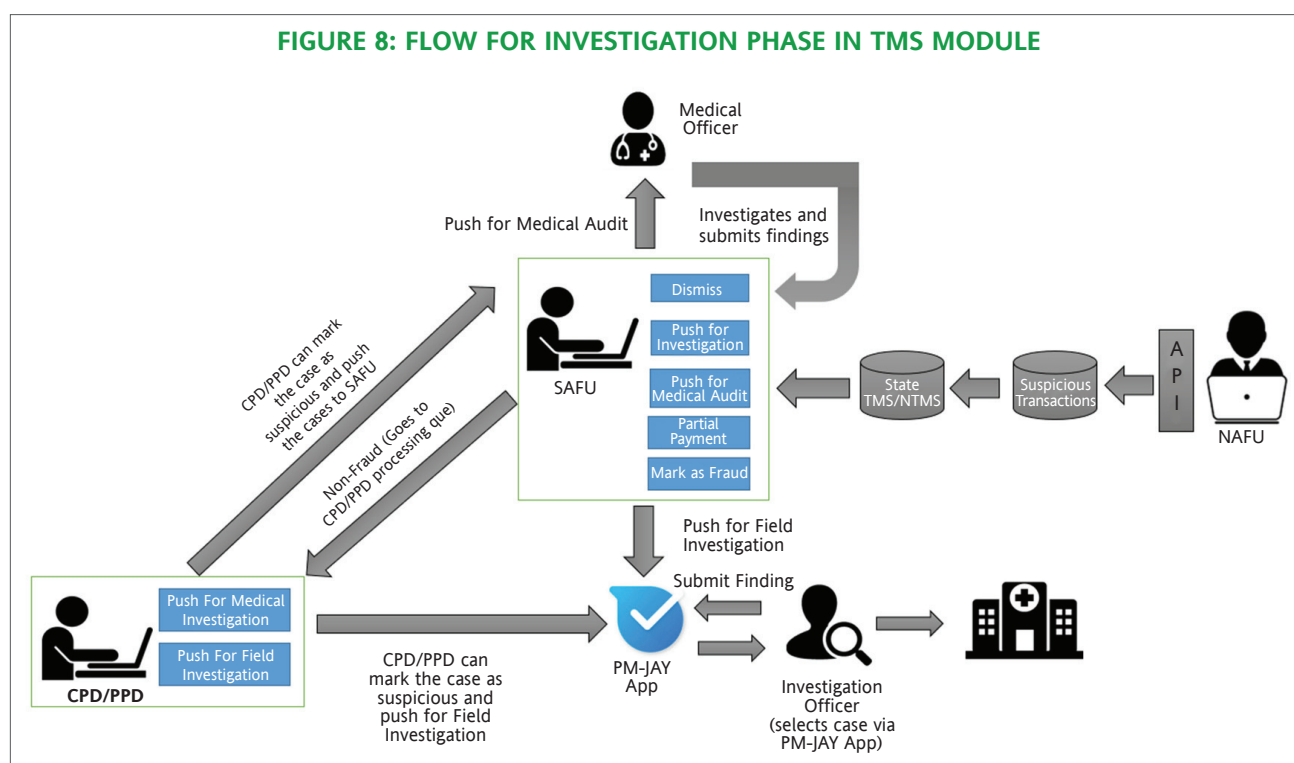 FIGURE 8: FLOW FOR INVESTIGATION PHASE IN TMS MODULE
Medical
Officer
Push for Medical Audit
Investigates and
submits findings
CPD/PPD can mark
the case as
suspicious and push
the cases to SAFU
Non-Fraud (Goes to
CPD/PPD processing que)
SAFU
Dismiss
Push for
Investigation
Push for
Medical Audit
Partial
Payment
Mark as Fraud
State
TMS/NTMS
Suspicious
Transactions
A
P
I
NAFU
Push for Field
Investigation
Submit Finding
CPD/PPD
Push For Medical
Investigation
Push For Field
Investigation
CPD/PPD can
mark the case as
suspicious and
push for Field
Investigation
PM-JAY
App
Investigation
Officer
(selects case via
PM-JAY App)